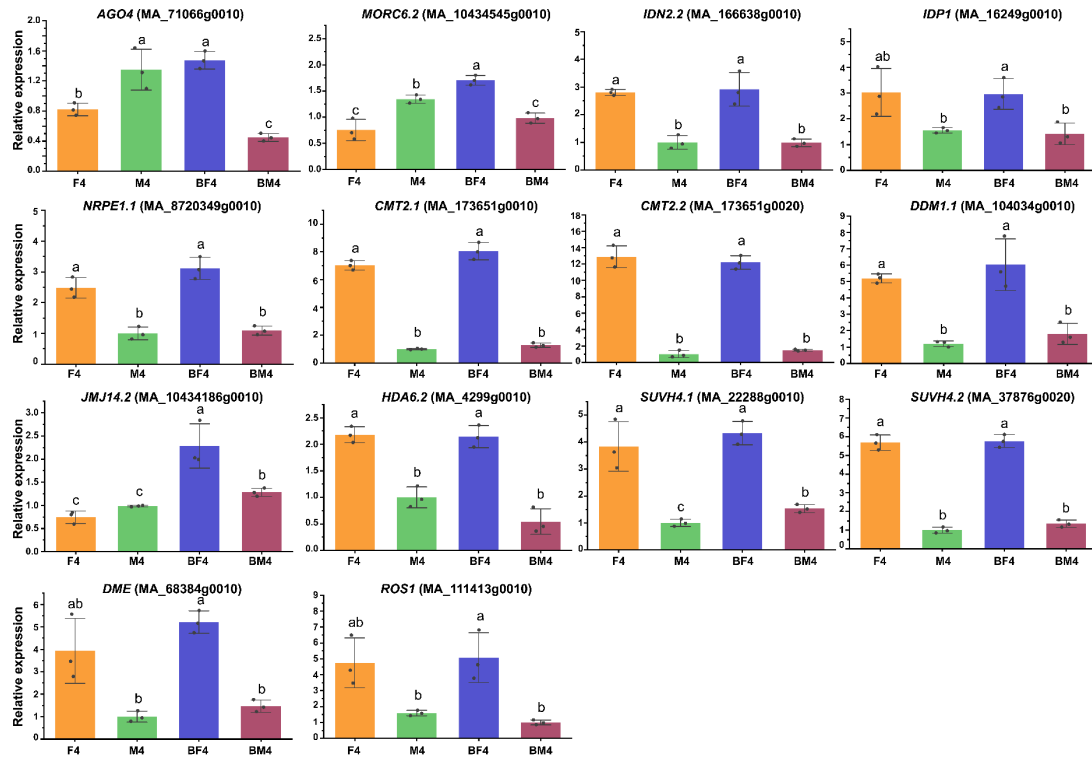 AGO4 (MA_71066g0010)
Relative expression
2.0
1.6
1.2
0.8
0.4
0.0
b
a
a
c
F4 M4 BF4 BM4
MORC6.2 (MA_10434545g0010)
2.5
2.0
1.5
1.0
0.5
0.0
c
b
a
c
F4 M4 BF4 BM4
IDN2.2 (MA_166638g0010)
5
4
3
2
1
0
a
b
a
b
F4 M4 BF4 BM4
IDP1 (MA_16249g0010)
5
4
3
2
1
0
ab
b
a
b
F4 M4 BF4 BM4
NRPE1.1 (MA_8720349g0010)
Relative expression
5
4
3
2
1
0
a
b
a
b
F4 M4 BF4 BM4
CMT2.1 (MA_173651g0010)
10
8
6
4
2
0
a
b
a
b
F4 M4 BF4 BM4
CMT2.2 (MA_173651g0020)
18
16
14
12
10
8
6
4
2
0
a
b
a
b
F4 M4 BF4 BM4
DDM1.1 (MA_104034g0010)
9
8
7
6
5
4
3
2
1
0
a
b
a
b
F4 M4 BF4 BM4
JMJ14.2 (MA_10434186g0010)
Relative expression
3.0
2.5
2.0
1.5
1.0
0.5
0.0
c
c
a
b
F4 M4 BF4 BM4
HDA6.2 (MA_4299g0010)
2.5
2.0
1.5
1.0
0.5
0.0
a
b
a
b
F4 M4 BF4 BM4
SUVH4.1 (MA_22288g0010)
5
4
3
2
1
0
a
c
a
b
F4 M4 BF4 BM4
SUVH4.2 (MA_37876g0020)
8
7
6
5
4
3
2
1
0
a
b
a
b
F4 M4 BF4 BM4
DME (MA_68384g0010)
Relative expression
6
5
4
3
2
1
0
ab
b
a
b
F4 M4 BF4 BM4
ROS1 (MA_111413g0010)
9
8
7
6
5
4
3
2
1
0
ab
b
a
b
F4 M4 BF4 BM4